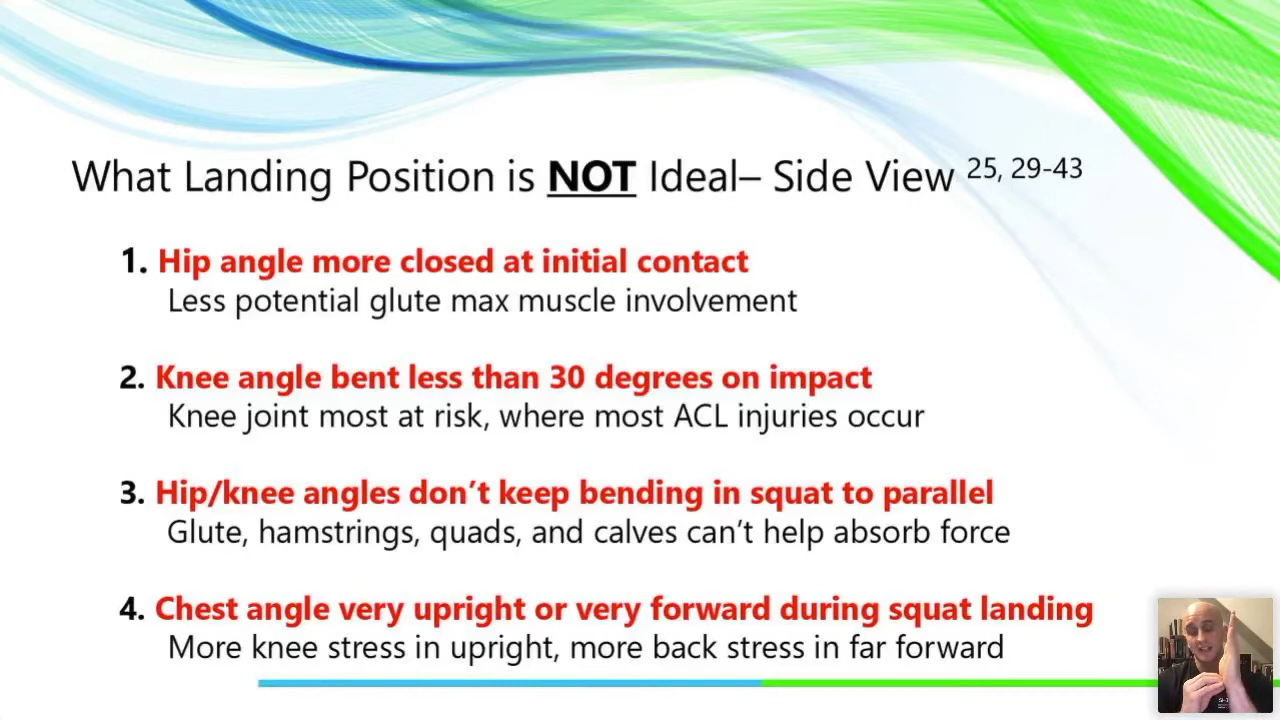 What Landing Position is NOT Ideal– Side View 25, 29-43
1. Hip angle more closed at initial contact
Less potential glute max muscle involvement
2. Knee angle bent less than 30 degrees on impact
Knee joint most at risk, where most ACL injuries occur
3. Hip/knee angles don’t keep bending in squat to parallel
Glute, hamstrings, quads, and calves can’t help absorb force
4. Chest angle very upright or very forward during squat landing
More knee stress in upright, more back stress in far forward